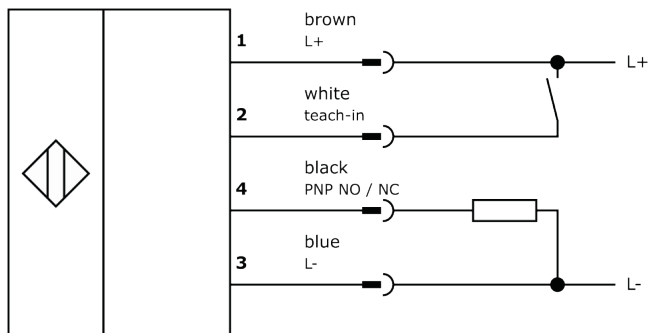 brown
1 L+ L+
white
2 teach-in
black
4 PNP NO / NC
blue
3 L- L-